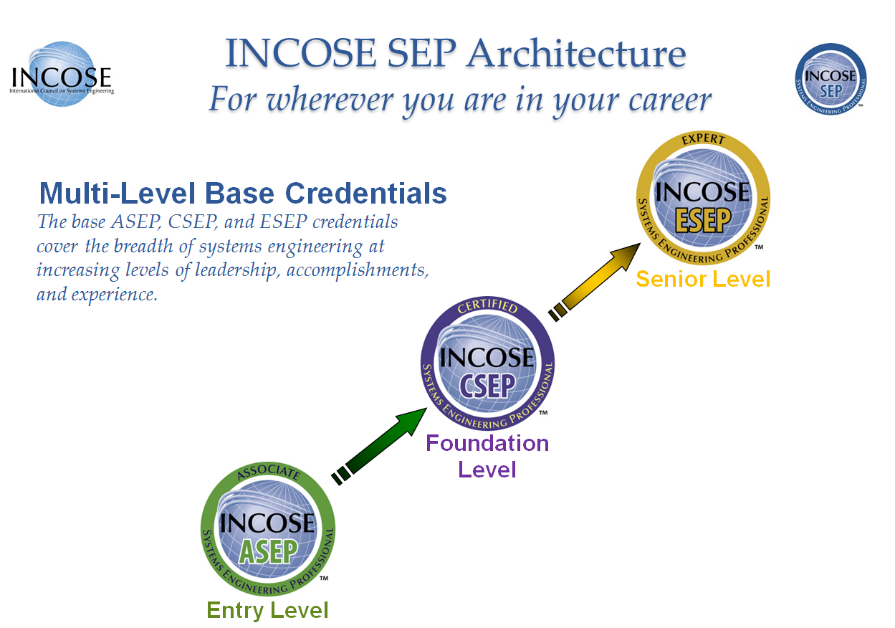 INCOSE
International Council on Systems Engineering
INCOSE SEP Architecture
For wherever you are in your career
INCOSE
SEP
SYSTEMS ENGINEERING PROFESSIONAL
Multi-Level Base Credentials
The base ASEP, CSEP, and ESEP credentials
cover the breadth of systems engineering at
increasing levels of leadership, accomplishments,
and experience.
EXPERT
INCOSE
ESEP
SYSTEMS ENGINEERING PROFESSIONAL
TM
Senior Level
CERTIFIED
INCOSE
CSEP
SYSTEMS ENGINEERING PROFESSIONAL
TM
Foundation
Level
ASSOCIATE
INCOSE
ASEP
SYSTEMS ENGINEERING PROFESSIONAL
TM
Entry Level